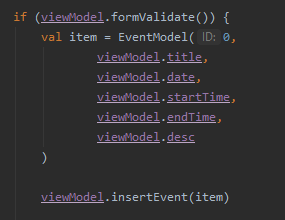 if (viewModel.formValidate()) {
val item = EventModel( ID: 0,
viewModel.title,
viewModel.date,
viewModel.startTime,
viewModel.endTime,
viewModel.desc
)
viewModel.insertEvent(item)